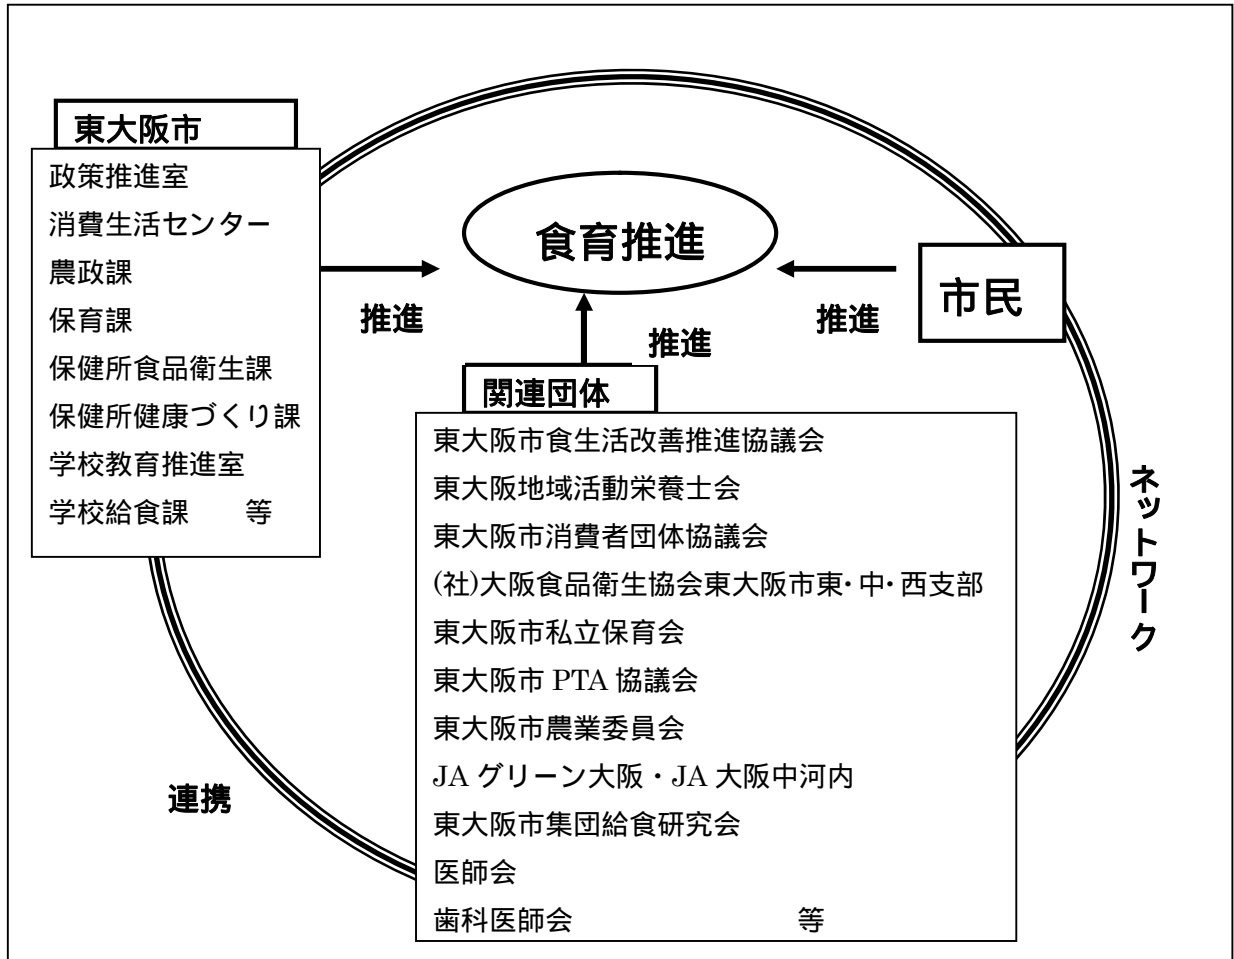 東大阪市
政策推進室
消費生活センター
農政課
保育課
保健所食品衛生課
保健所健康づくり課
学校教育推進室
学校給食課　　等
食育推進
推進
推進
推進
市民
関連団体
東大阪市食生活改善推進協議会
東大阪地域活動栄養士会
東大阪市消費者団体協議会
(社)大阪食品衛生協会東大阪市東・中・西支部
東大阪市私立保育会
東大阪市 PTA 協議会
東大阪市農業委員会
JA グリーン大阪・JA 大阪中河内
東大阪市集団給食研究会
医師会
歯科医師会　　　　　　　　等
ネットワーク
連携